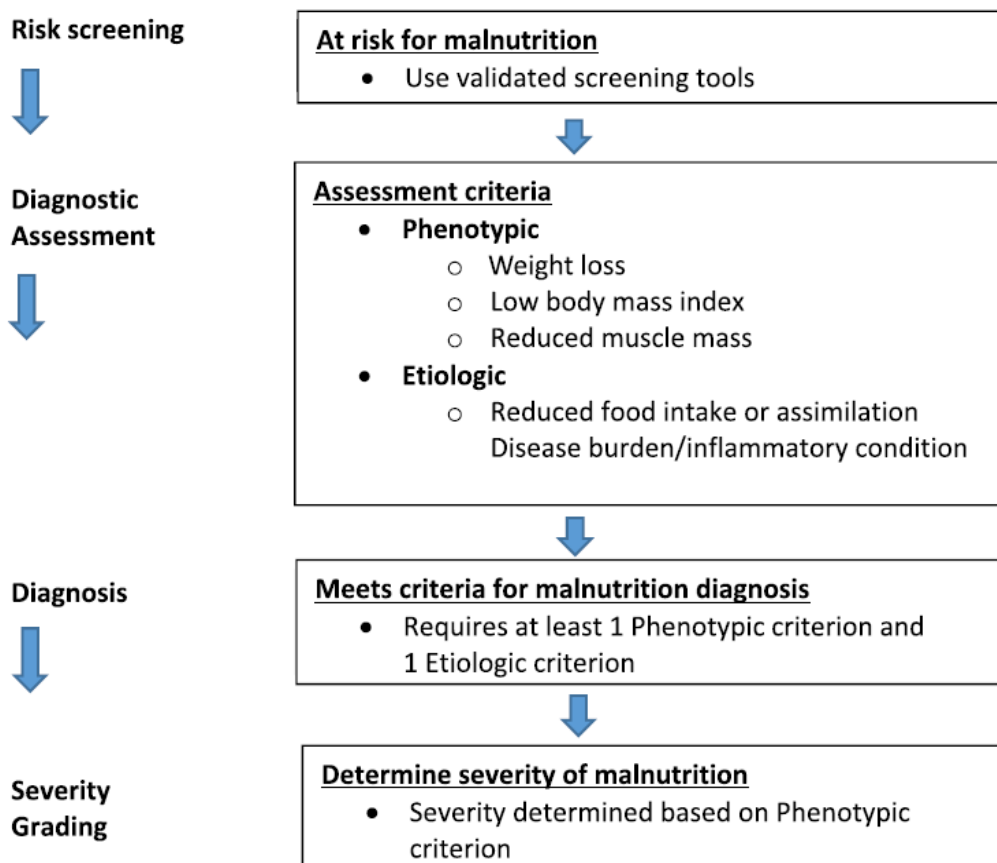 Risk screening
At risk for malnutrition
• Use validated screening tools
Diagnostic
Assessment
Assessment criteria
• Phenotypic
o Weight loss
o Low body mass index
o Reduced muscle mass
• Etiologic
o Reduced food intake or assimilation
Disease burden/inflammatory condition
Diagnosis
Meets criteria for malnutrition diagnosis
• Requires at least 1 Phenotypic criterion and
1 Etiologic criterion
Severity
Grading
Determine severity of malnutrition
• Severity determined based on Phenotypic
criterion